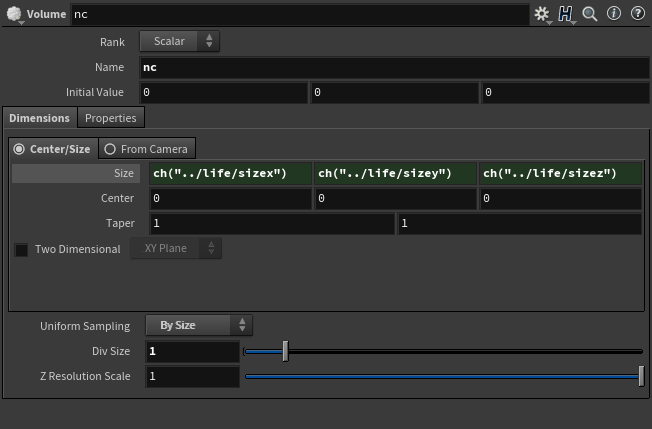 Volume nc
Rank Scalar
Name nc
Initial Value 0 0 0
Dimensions Properties
Center/Size From Camera
Size ch("../life/sizex") ch("../life/sizey") ch("../life/sizez")
Center 0 0 0
Taper 1 1
Two Dimensional XY Plane
Uniform Sampling By Size
Div Size 1
Z Resolution Scale 1